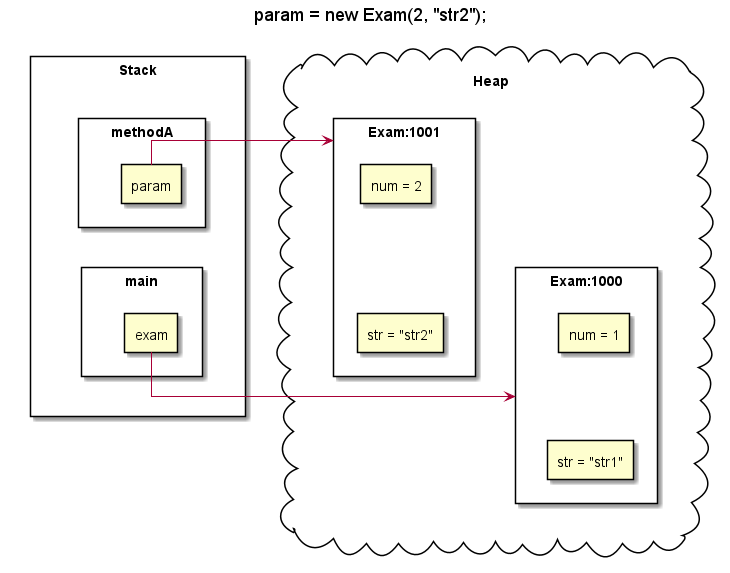 param = new Exam(2, "str2");
Stack
methodA
param
main
exam
Heap
Exam:1001
num = 2
str = "str2"
Exam:1000
num = 1
str = "str1"